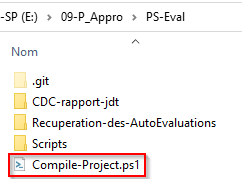 -SP (E:) > 09-P_Appro > PS-Eval
Nom
.git
CDC-rapport-jdt
Recuperation-des-AutoEvaluations
Scripts
Compile-Project.ps1